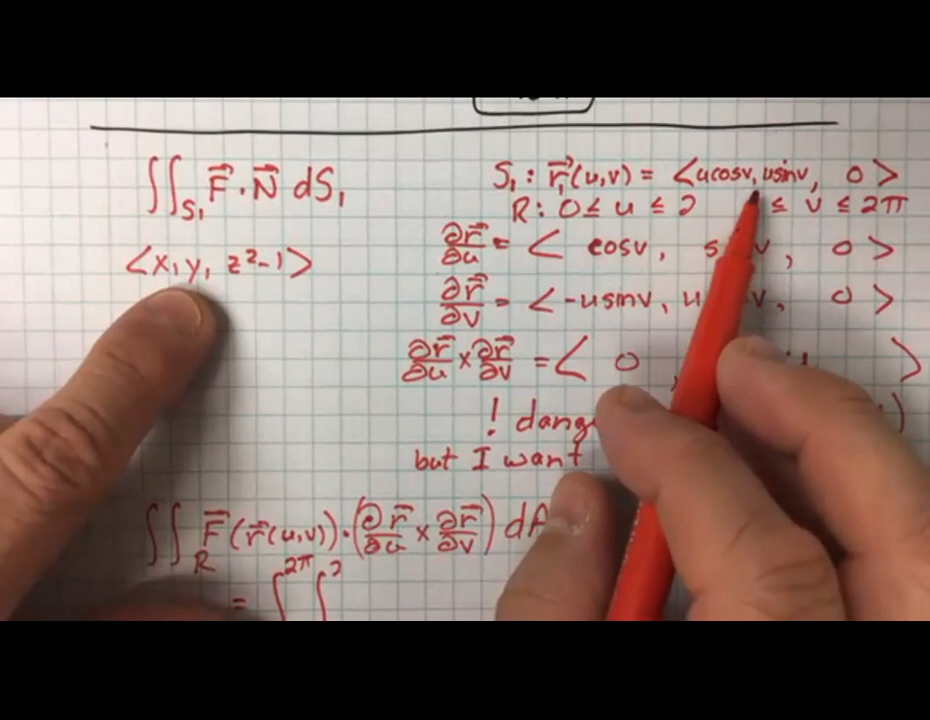 ∬_{S₁} F⃗ · N⃗ dS₁
<x, y, z²-1>
S₁: r⃗₁(u,v) = <ucosv, usinv, 0>
R: 0 ≤ u ≤ 2 ≤ v ≤ 2π
∂r⃗/∂u = < cosv, s v, 0>
∂r⃗/∂v = <-usinv, u v, 0>
∂r⃗/∂u × ∂r⃗/∂v = < 0 , >
! dang
but I want
∬_R F⃗(r⃗(u,v)) · (∂r⃗/∂u × ∂r⃗/∂v) dA
= ∫^{2π} ∫^2